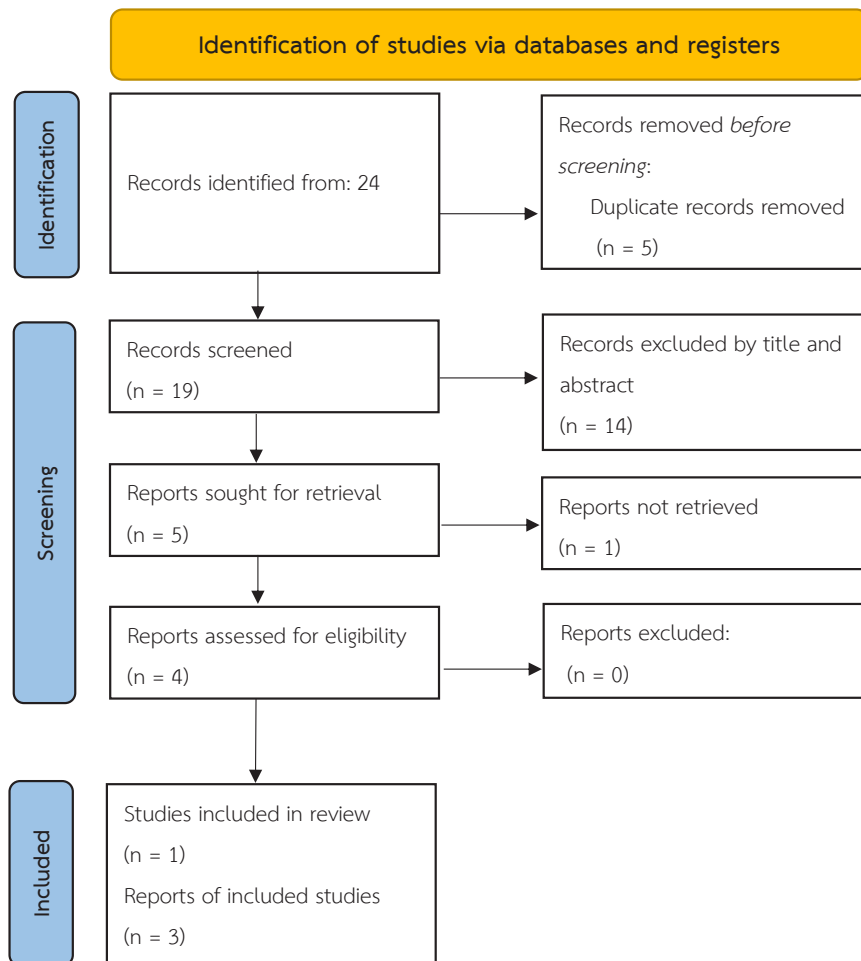 Identification of studies via databases and registers
Identification
Records identified from: 24
Records removed before
screening:
Duplicate records removed
(n = 5)
Screening
Records screened
(n = 19)
Records excluded by title and
abstract
(n = 14)
Reports sought for retrieval
(n = 5)
Reports not retrieved
(n = 1)
Reports assessed for eligibility
(n = 4)
Reports excluded:
(n = 0)
Included
Studies included in review
(n = 1)
Reports of included studies
(n = 3)